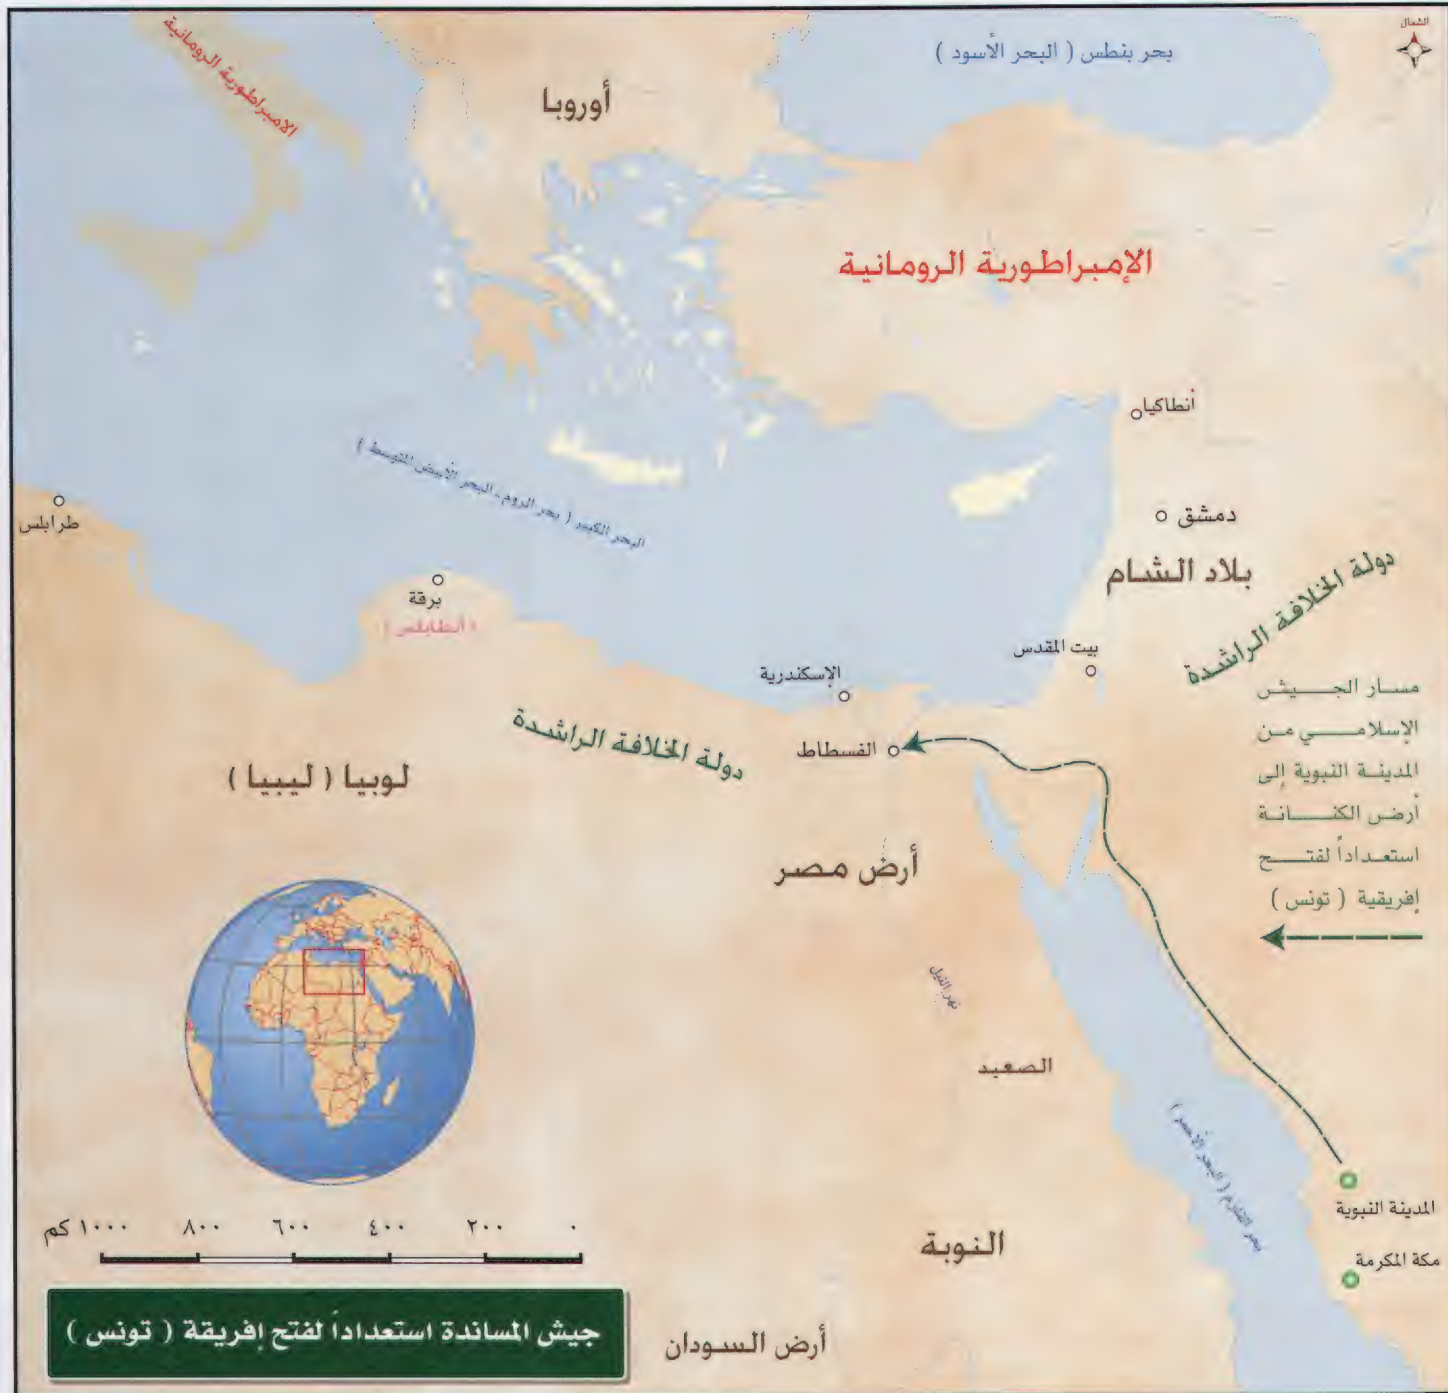 الشمال
الامبراطورية الرومانية
بحر بنطس ( البحر الأسود )
أوروبا
الإمبراطورية الرومانية
أنطاكيا
البحر الكبير ( بحر الروم - البحر الأبيض المتوسط )
طرابلس
دمشق
بلاد الشام
دولة الخلافة الراشدة
برقة
( أنطابلس )
بيت المقدس
الإسكندرية
مسار الجيش
الإسلامي من
المدينة النبوية إلى
أرض الكنانة
استعداداً لفتح
إفريقية ( تونس )
دولة الخلافة الراشدة
الفسطاط
لوبيا ( ليبيا )
أرض مصر
نهر النيل
الصعيد
بحر القلزم ( البحر الأحمر )
المدينة النبوية
مكة المكرمة
النوبة
٠ ٢٠٠ ٤٠٠ ٦٠٠ ٨٠٠ ١٠٠٠ كم
جيش المساندة استعداداً لفتح إفريقة ( تونس )
أرض السودان